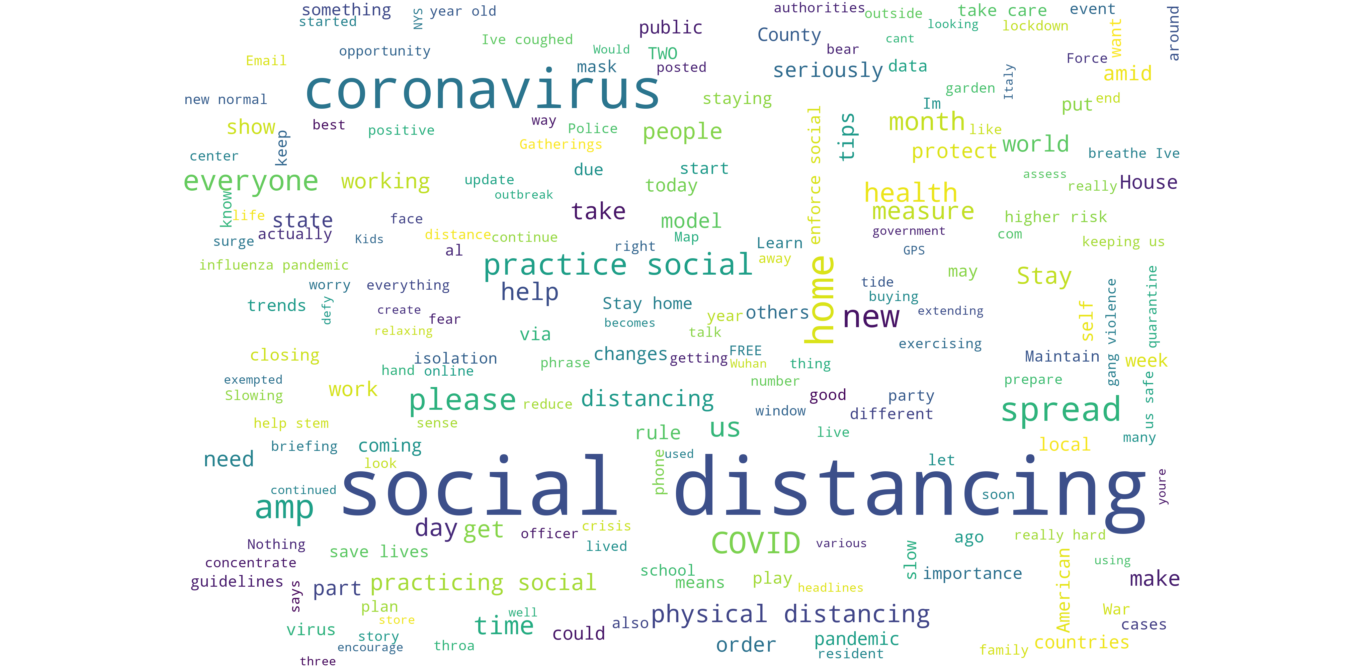 something
started
NYS
year old
authorities
outside
take care
event
looking
lockdown
want
around
opportunity
Ive coughed
public
Would
TWO
County
cant
bear
Email
mask
posted
seriously
data
Force
amid
coronavirus
Italy
new normal
staying
garden
Im
put
end
show
best
positive
way
Police
people
tips
month
like
keep
Gatherings
enforce social
protect
world
center
breathe Ive
due
start
everyone
working
update
outbreak
today
health
assess
really
House
know
life
state
face
take
model
measure
higher risk
actually
distance
continue
Map
government
com
surge
Kids
al
right
Learn
GPS
keeping us
influenza pandemic
practice social
away
home
may
Stay
worry
everything
help
tide
buying
trends
defy
create
fear
Stay home
others
year
new
extending
self
gang violence
quarantine
relaxing
via
becomes
talk
exercising
closing
isolation
changes
getting
FREE
Wuhan
thing
Maintain
week
hand
online
phrase
exempted
Slowing
work
number
good
party
prepare
us safe
please
reduce
distancing
window
different
spread
help stem
sense
rule
us
live
local
many
briefing
coming
need
look
phone
used
let
social distancing
continued
soon
youre
amp
day
get
officer
crisis
COVID
various
slow
ago
really hard
Nothing
save lives
lived
concentrate
using
guidelines
says
part
practicing social
school
means
play
headlines
importance
American
make
plan
store
well
physical distancing
War
virus
story
time
could
also
cases
encourage
throa
order
pandemic
resident
family
countries
three